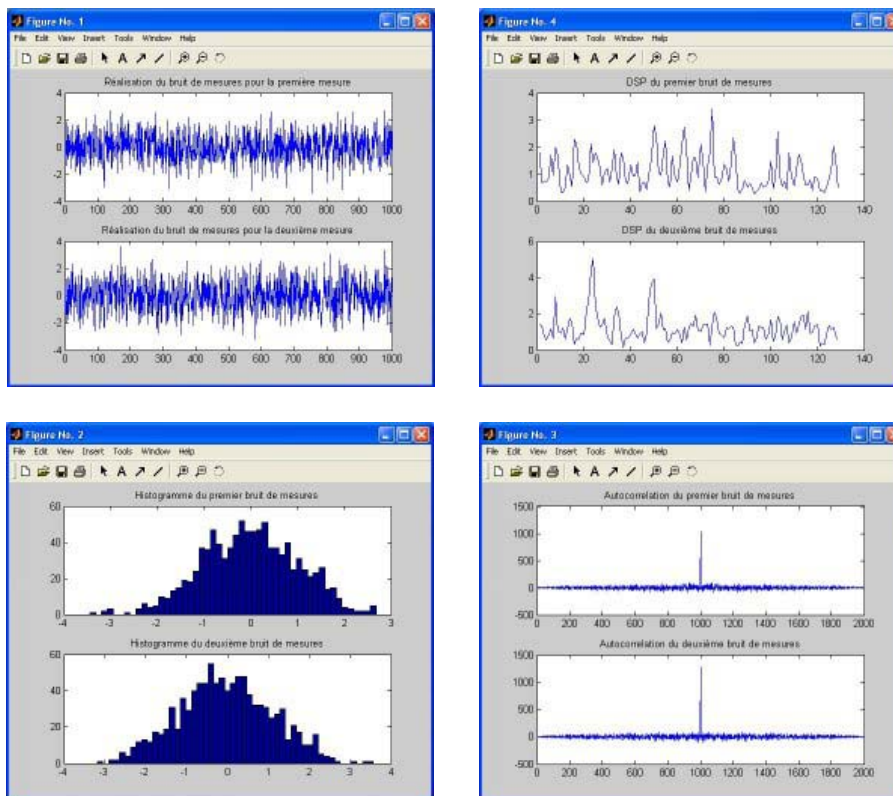 Figure No. 1
File Edit View Insert Tools Window Help
Réalisation du bruit de mesures pour la première mesure
4
2
0
-2
-4
0 100 200 300 400 500 600 700 800 900 1000
Réalisation du bruit de mesures pour la deuxième mesure
4
2
0
-2
-4
0 100 200 300 400 500 600 700 800 900 1000
Figure No. 4
File Edit View Insert Tools Window Help
DSP du premier bruit de mesures
4
3
2
1
0
0 20 40 60 80 100 120 140
DSP du deuxième bruit de mesures
6
4
2
0
0 20 40 60 80 100 120 140
Figure No. 2
File Edit View Insert Tools Window Help
Histogramme du premier bruit de mesures
60
40
20
0
-4 -3 -2 -1 0 1 2 3
Histogramme du deuxième bruit de mesures
60
40
20
0
-4 -3 -2 -1 0 1 2 3 4
Figure No. 3
File Edit View Insert Tools Window Help
Autocorrelation du premier bruit de mesures
1500
1000
500
0
-500
0 200 400 600 800 1000 1200 1400 1600 1800 2000
Autocorrelation du deuxième bruit de mesures
1500
1000
500
0
-500
0 200 400 600 800 1000 1200 1400 1600 1800 2000